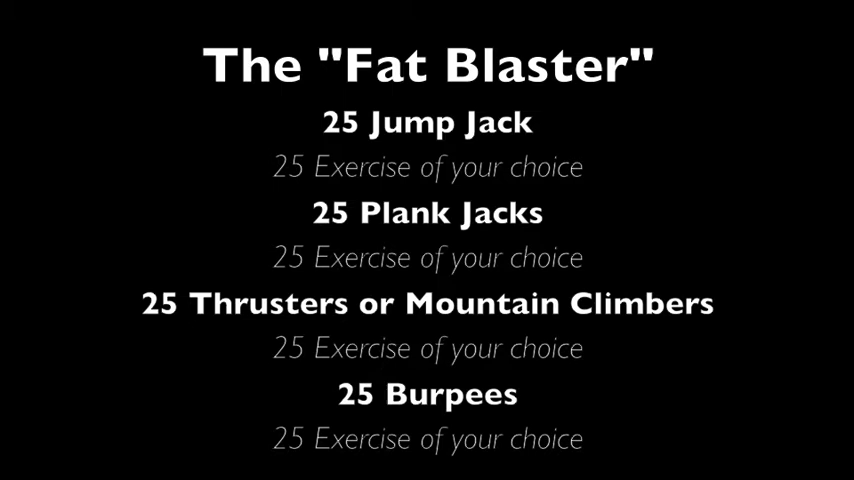 The "Fat Blaster"
25 Jump Jack
25 Exercise of your choice
25 Plank Jacks
25 Exercise of your choice
25 Thrusters or Mountain Climbers
25 Exercise of your choice
25 Burpees
25 Exercise of your choice